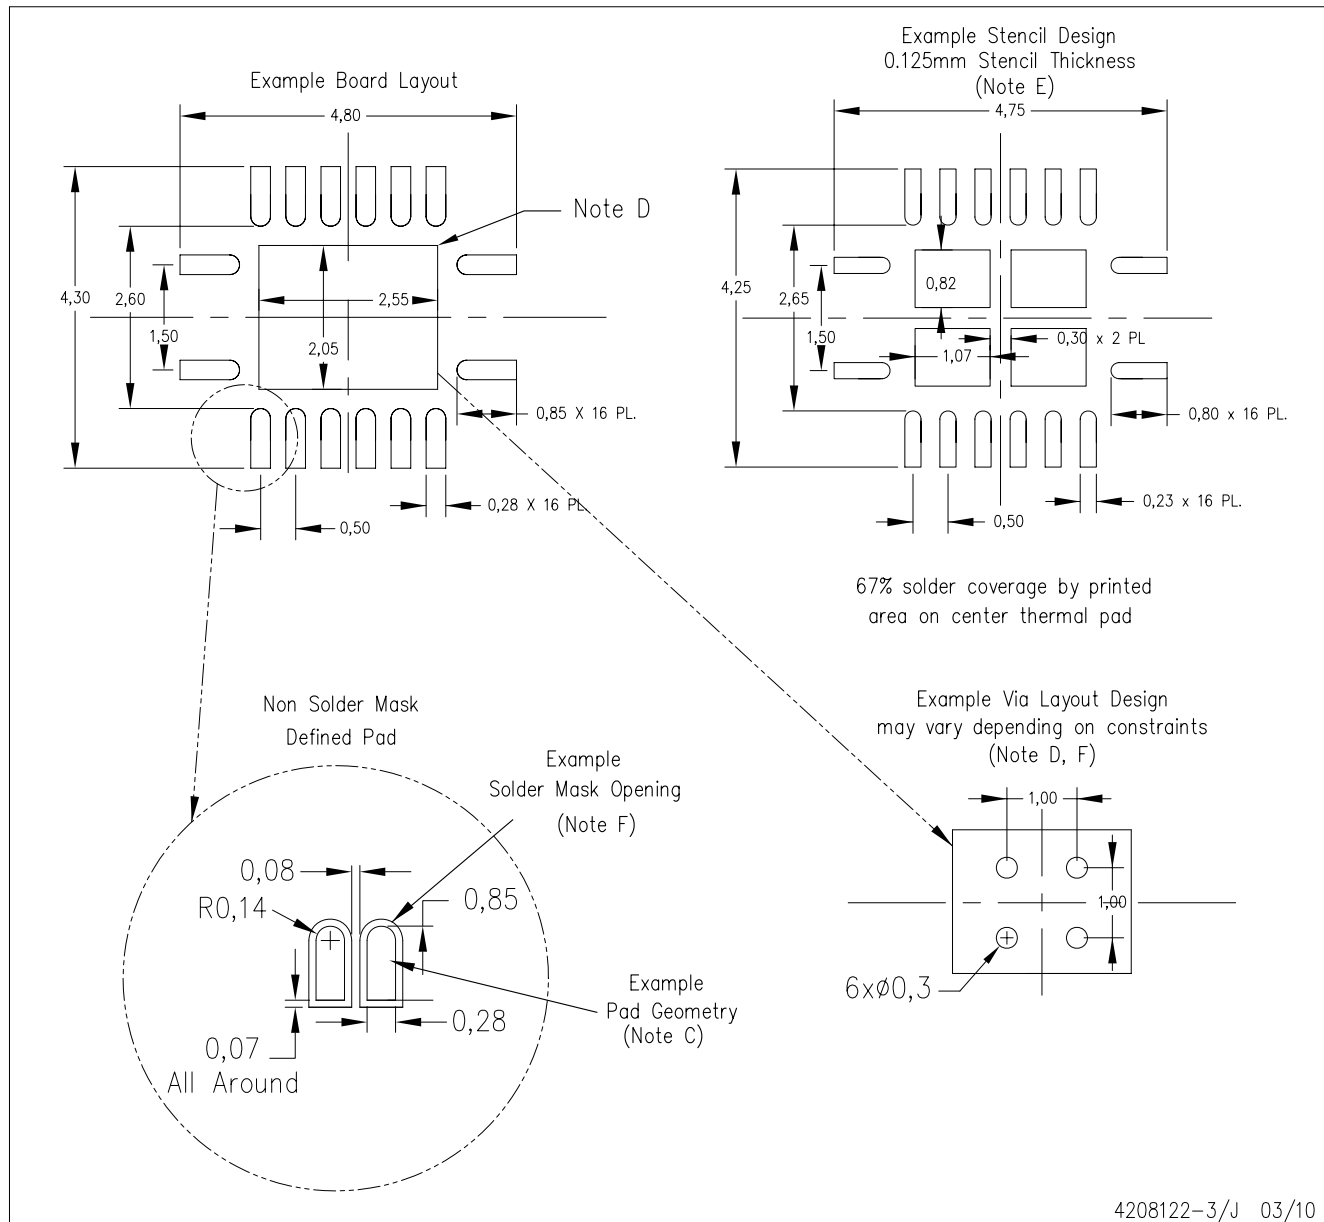 Example Board Layout
4,80
Note D
4,30
2,60
1,50
2,55
2,05
0,85 X 16 PL.
0,28 X 16 PL.
0,50
Example Stencil Design
0.125mm Stencil Thickness
(Note E)
4,75
4,25
2,65
1,50
0,82
0,30 x 2 PL
1,07
0,80 x 16 PL.
0,23 x 16 PL.
0,50
67% solder coverage by printed
area on center thermal pad
Non Solder Mask
Defined Pad
Example
Solder Mask Opening
(Note F)
0,08
R0,14
0,85
Example
Pad Geometry
(Note C)
0,28
0,07
All Around
Example Via Layout Design
may vary depending on constraints
(Note D, F)
1,00
1,00
6xø0,3
4208122-3/J 03/10